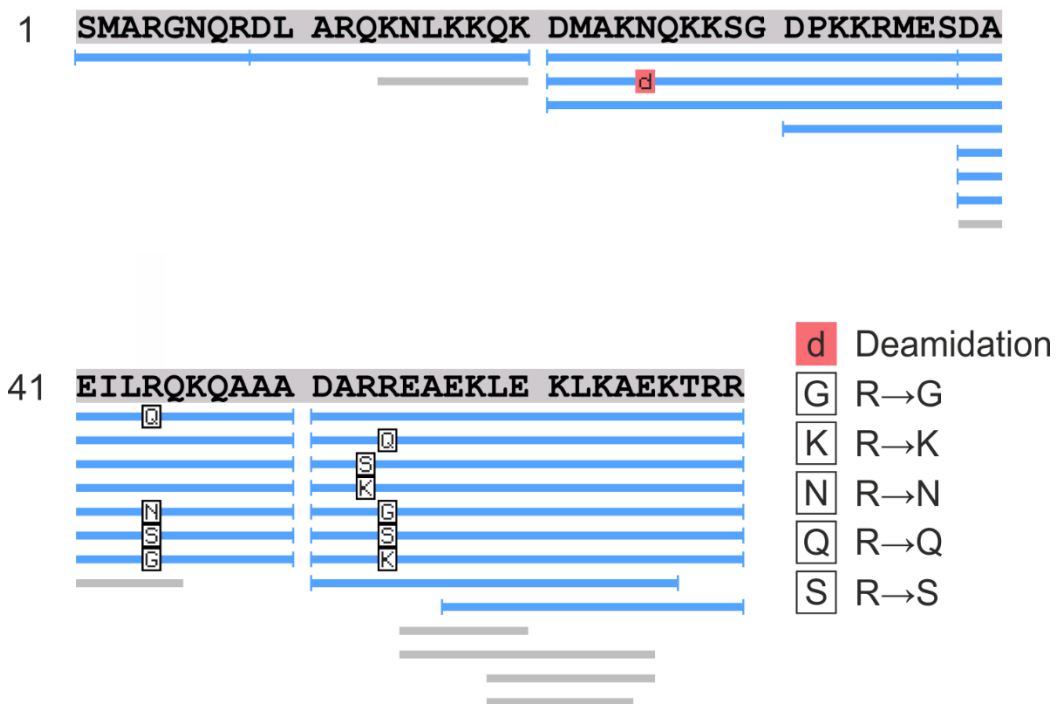 1 SMARGNQRDL ARQKNLKKQK DMAKNQKKSG DPKKRMESDA
d
41 EILRQKQAAA DARREAEKLE KLKAEKTRR
Q
Q
S
K
N G
S S
G K
d Deamidation
G R→G
K R→K
N R→N
Q R→Q
S R→S